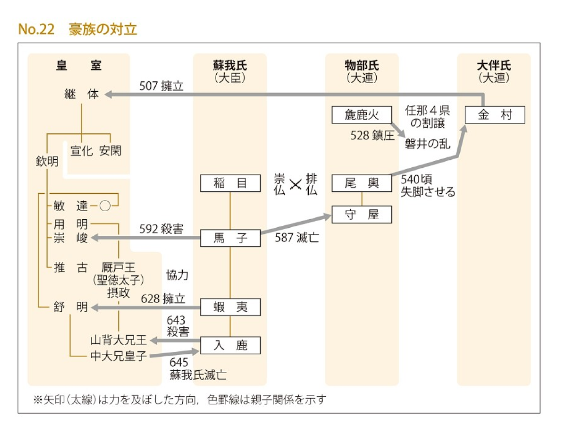 No.22 豪族の対立
皇室
蘇我氏
(大臣)
物部氏
(大連)
大伴氏
(大連)
継体
507 擁立
麁鹿火
任那4県
の割譲
金村
528 鎮圧
磐井の乱
宣化 安閑
欽明
稲目
崇仏
×
排仏
尾輿
540頃
失脚させる
守屋
敏達
○
用明
崇峻
592 殺害
馬子
587 滅亡
推古
厩戸王
(聖徳太子)
摂政
協力
舒明
628 擁立
蝦夷
643
殺害
山背大兄王
入鹿
中大兄皇子
645
蘇我氏滅亡
※矢印(太線)は力を及ぼした方向，色罫線は親子関係を示す